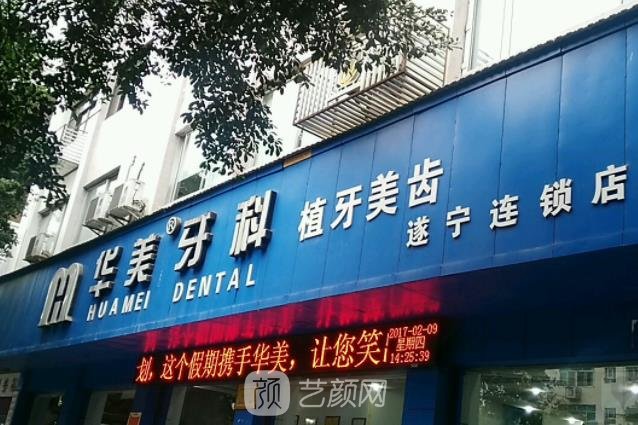 华美®牙科
HUAMEI DENTAL
植牙美齿
遂宁连锁店
划，这个假期携手华美，让您笑
2017-02-09
星期四
14:25:39
颜 艺颜网